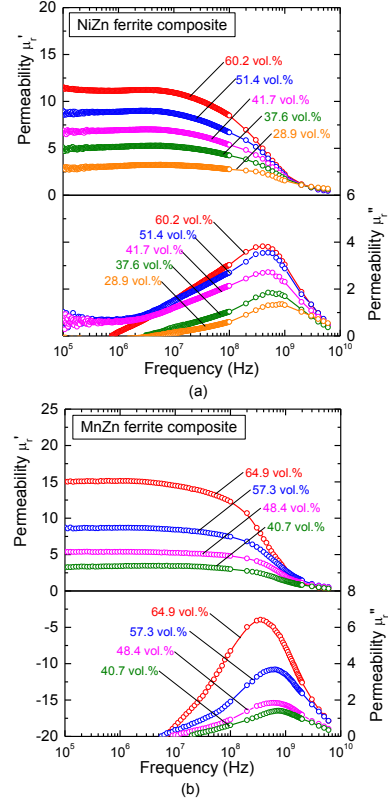 NiZn ferrite composite
Permeability μr'
20
15
10
5
0
60.2 vol.%
51.4 vol.%
41.7 vol.%
37.6 vol.%
28.9 vol.%
6
4
2
0
Permeability μr"
60.2 vol.%
51.4 vol.%
41.7 vol.%
37.6 vol.%
28.9 vol.%
10^5 10^6 10^7 10^8 10^9 10^10
Frequency (Hz)
(a)
MnZn ferrite composite
Permeability μr'
25
20
15
10
5
0
-5
-10
-15
-20
64.9 vol.%
57.3 vol.%
48.4 vol.%
40.7 vol.%
8
6
4
2
0
Permeability μr"
64.9 vol.%
57.3 vol.%
48.4 vol.%
40.7 vol.%
10^5 10^6 10^7 10^8 10^9 10^10
Frequency (Hz)
(b)